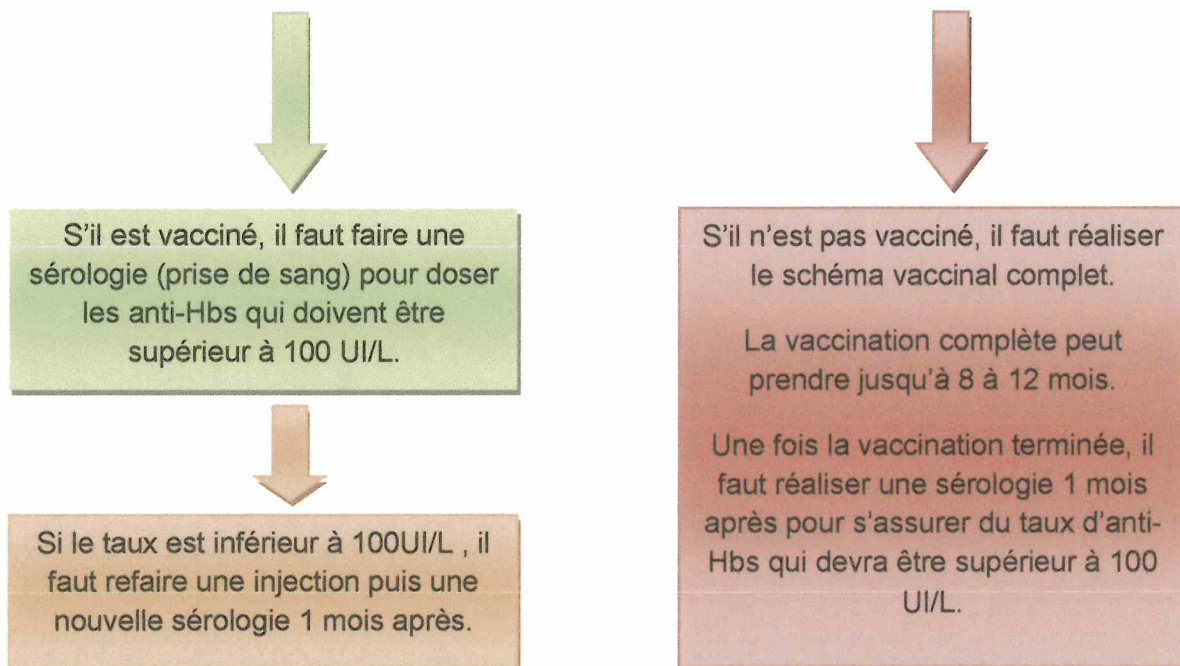 S'il est vacciné, il faut faire une
sérologie (prise de sang) pour doser
les anti-Hbs qui doivent être
supérieur à 100 UI/L.
Si le taux est inférieur à 100UI/L , il
faut refaire une injection puis une
nouvelle sérologie 1 mois après.
S'il n'est pas vacciné, il faut réaliser
le schéma vaccinal complet.
La vaccination complète peut
prendre jusqu'à 8 à 12 mois.
Une fois la vaccination terminée, il
faut réaliser une sérologie 1 mois
après pour s'assurer du taux d'anti-
Hbs qui devra être supérieur à 100
UI/L.